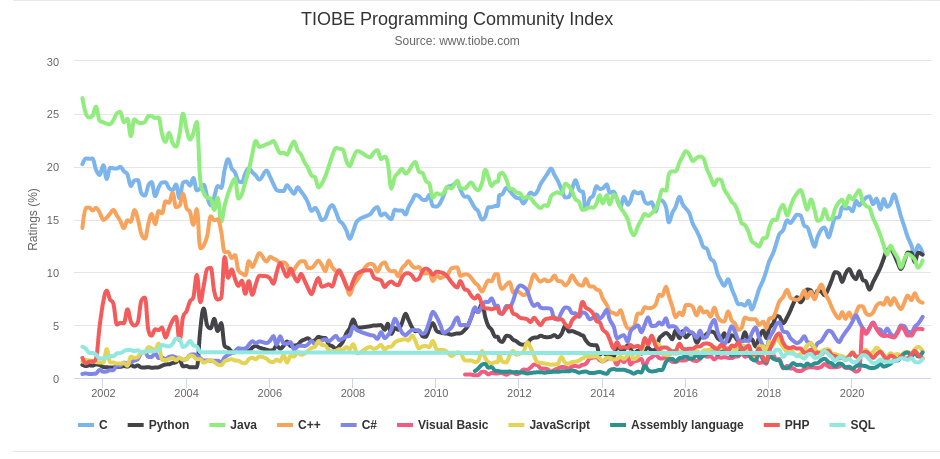 TIOBE Programming Community Index
Source: www.tiobe.com
Ratings (%)
30
25
20
15
10
5
0
2002 2004 2006 2008 2010 2012 2014 2016 2018 2020
C Python Java C++ C# Visual Basic JavaScript Assembly language PHP SQL